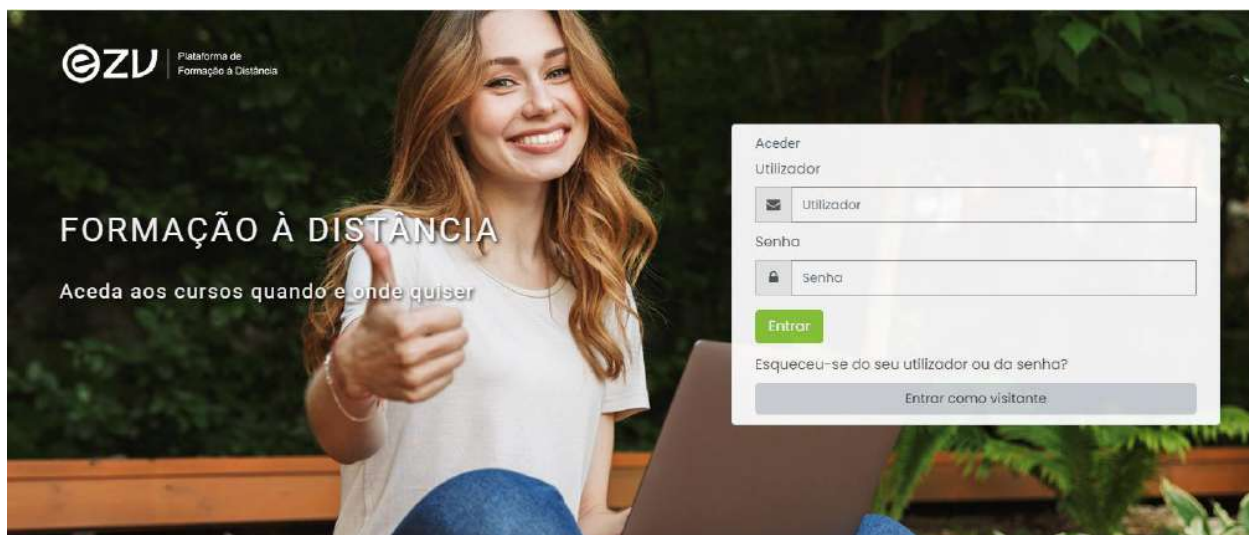 ezv
Plataforma de
Formação à Distância
FORMAÇÃO À DISTÂNCIA
Aceda aos cursos quando e onde quiser
Aceder
Utilizador
Utilizador
Senha
Senha
Entrar
Esqueceu-se do seu utilizador ou da senha?
Entrar como visitante